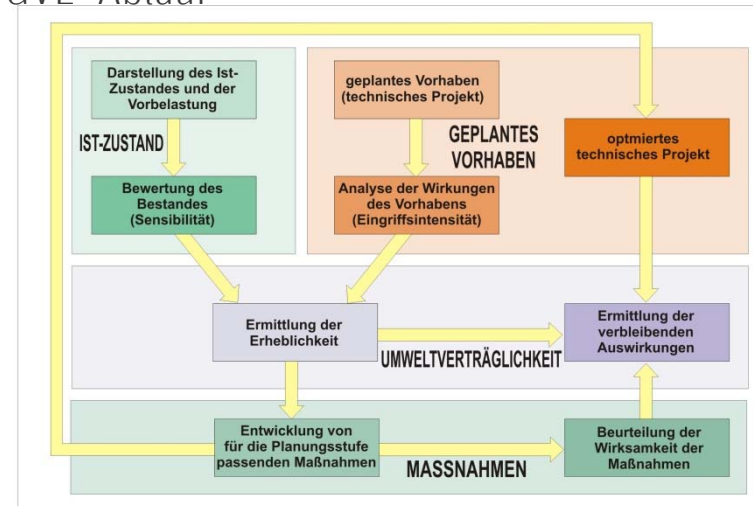 Darstellung des Ist-
Zustandes und der
Vorbelastung
IST-ZUSTAND
Bewertung des
Bestandes
(Sensibilität)
geplantes Vorhaben
(technisches Projekt)
GEPLANTES
VORHABEN
Analyse der Wirkungen
des Vorhabens
(Eingriffsintensität)
optmiertes
technisches Projekt
Ermittlung der
Erheblichkeit
UMWELTVERTRÄGLICHKEIT
Ermittlung der
verbleibenden
Auswirkungen
Entwicklung von
für die Planungsstufe
passenden Maßnahmen
MASSNAHMEN
Beurteilung der
Wirksamkeit der
Maßnahmen